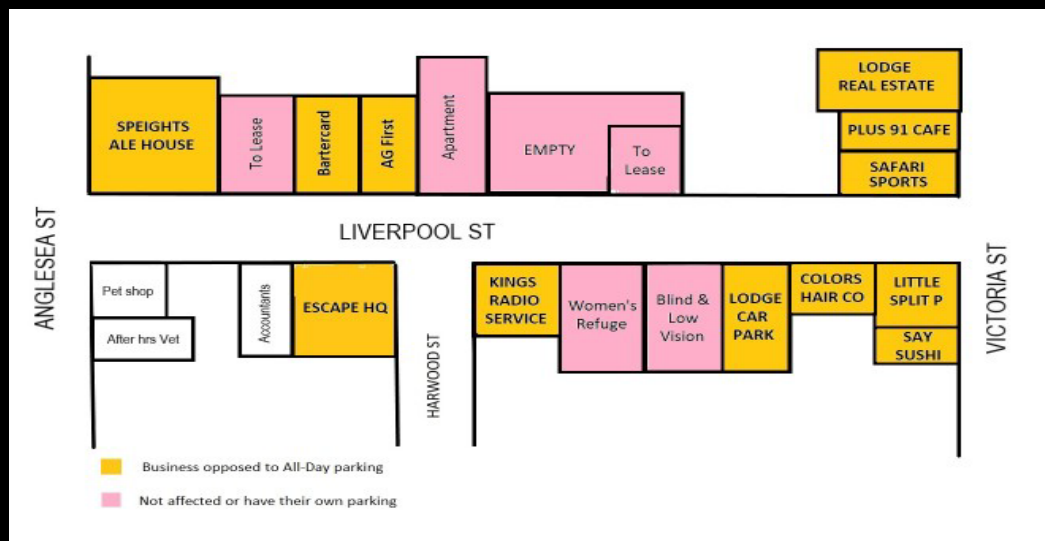 LODGE
REAL ESTATE
SPEIGHTS
ALE HOUSE
To Lease
Bartercard
AG First
Apartment
EMPTY
To
Lease
PLUS 91 CAFE
SAFARI
SPORTS
ANGLESEA ST
LIVERPOOL ST
VICTORIA ST
Pet shop
After hrs Vet
Accountants
ESCAPE HQ
HARWOOD ST
KINGS
RADIO
SERVICE
Women's
Refuge
Blind &
Low
Vision
LODGE
CAR
PARK
COLORS
HAIR CO
LITTLE
SPLIT P
SAY
SUSHI
Business opposed to All-Day parking
Not affected or have their own parking